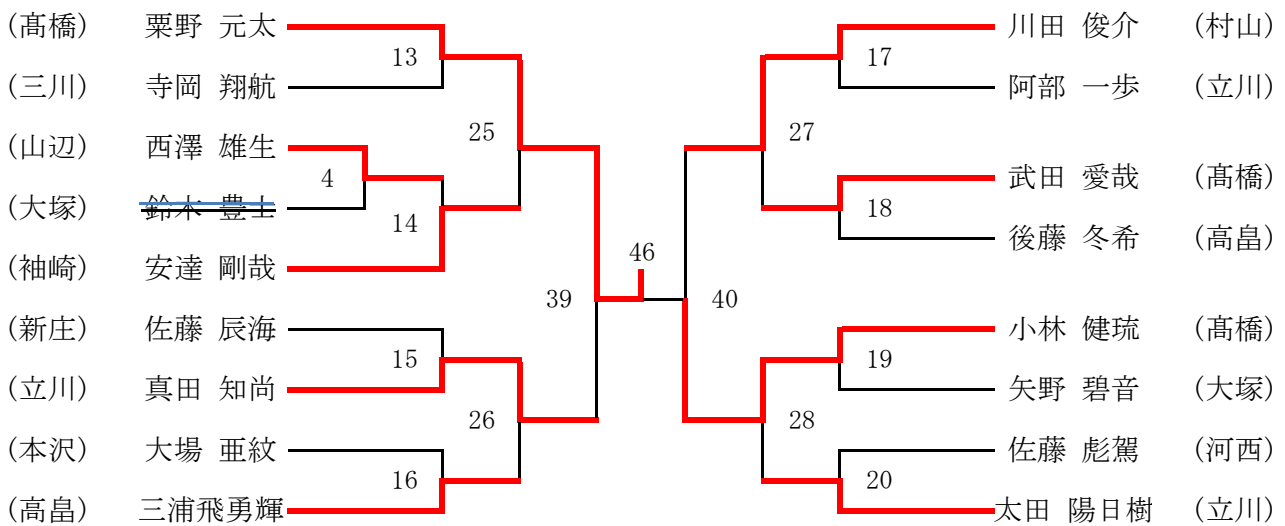 (髙橋) 粟野 元太
川田 俊介 (村山)
13
17
(三川) 寺岡 翔航
阿部 一歩 (立川)
25
27
(山辺) 西澤 雄生
4
武田 愛哉 (髙橋)
(大塚) 鈴木 豊士
14
18
後藤 冬希 (高畠)
(袖崎) 安達 剛哉
46
39
40
(新庄) 佐藤 辰海
小林 健琉 (髙橋)
15
19
(立川) 真田 知尚
矢野 碧音 (大塚)
26
28
(本沢) 大場 亜紋
佐藤 彪駕 (河西)
16
20
(高畠) 三浦飛勇輝
太田 陽日樹 (立川)